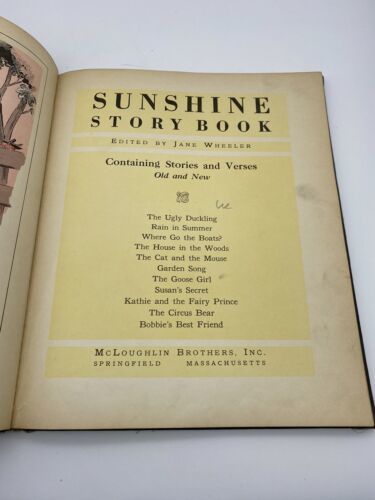 SUNSHINE
STORY BOOK
EDITED BY JANE WHEELER
Containing Stories and Verses
Old and New
The Ugly Duckling
Rain in Summer
Where Go the Boats?
The House in the Woods
The Cat and the Mouse
Garden Song
The Goose Girl
Susan's Secret
Kathie and the Fairy Prince
The Circus Bear
Bobbie's Best Friend
MCLOUGHLIN BROTHERS, INC.
SPRINGFIELD MASSACHUSETTS